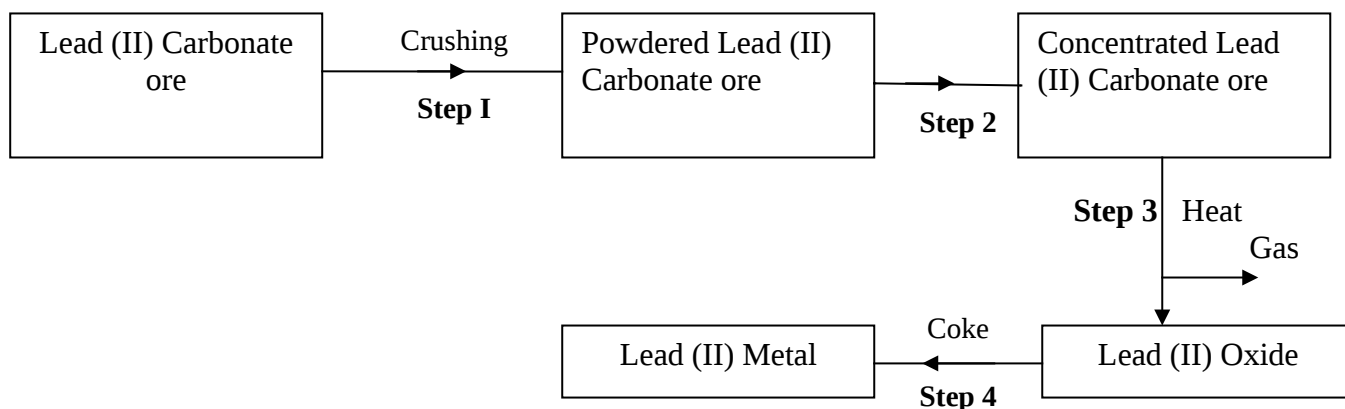 Lead (II) Carbonate
ore
Crushing
Step I
Powdered Lead (II)
Carbonate ore
Step 2
Concentrated Lead
(II) Carbonate ore
Step 3
Heat
Gas
Lead (II) Oxide
Coke
Step 4
Lead (II) Metal